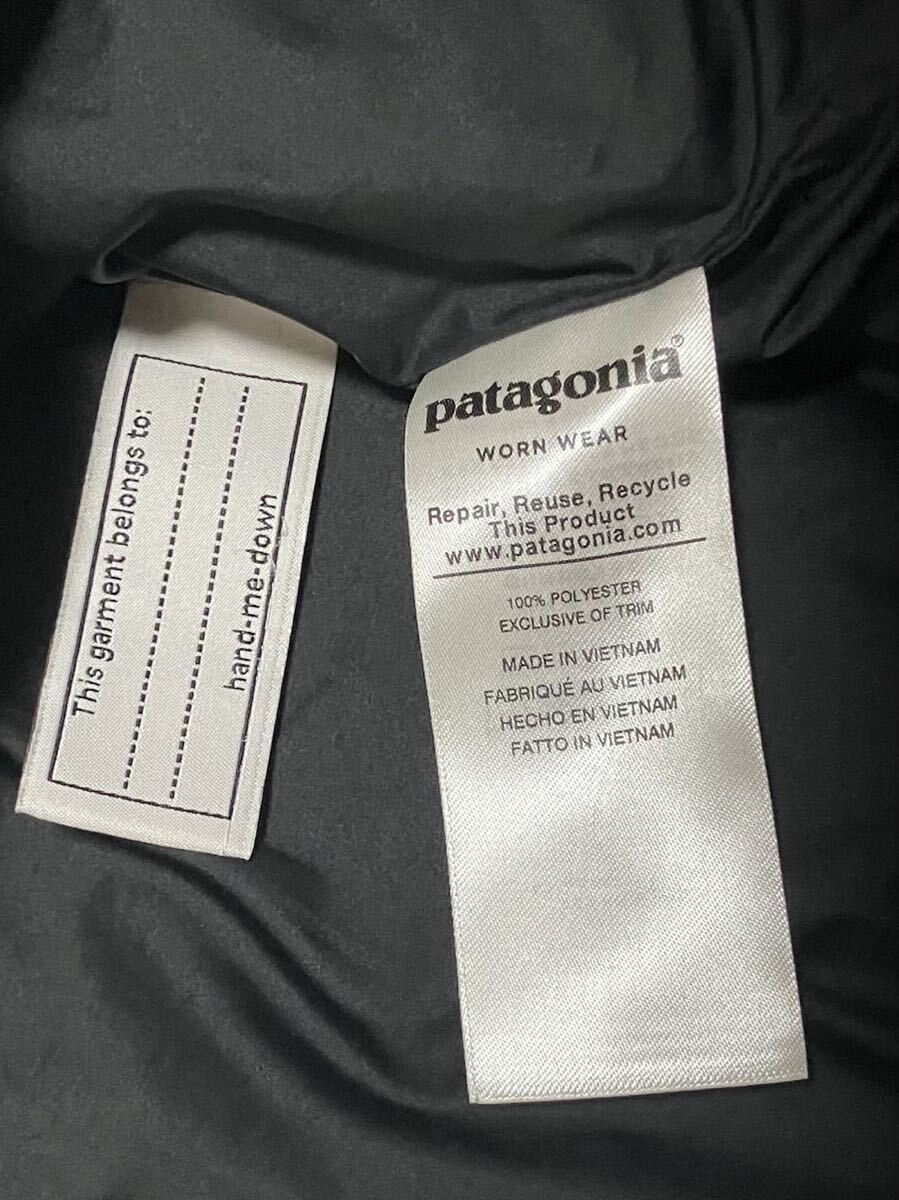 This garment belongs to:
hand-me-down
patagonia®
WORN WEAR
Repair, Reuse, Recycle
This Product
www.patagonia.com
100% POLYESTER
EXCLUSIVE OF TRIM
MADE IN VIETNAM
FABRIQUÉ AU VIETNAM
HECHO EN VIETNAM
FATTO IN VIETNAM